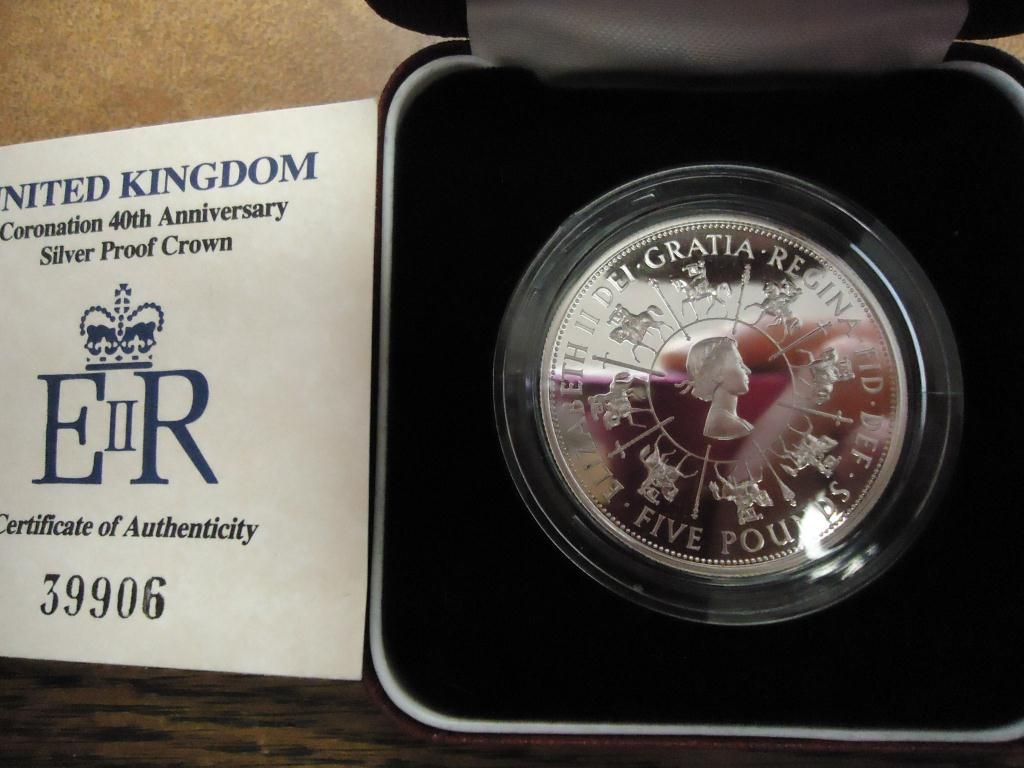 UNITED KINGDOM
Coronation 40th Anniversary
Silver Proof Crown
EIIR
Certificate of Authenticity
39906
ELIZABETH II DEI·GRATIA·REGINA FID·DEF·
FIVE POUNDS